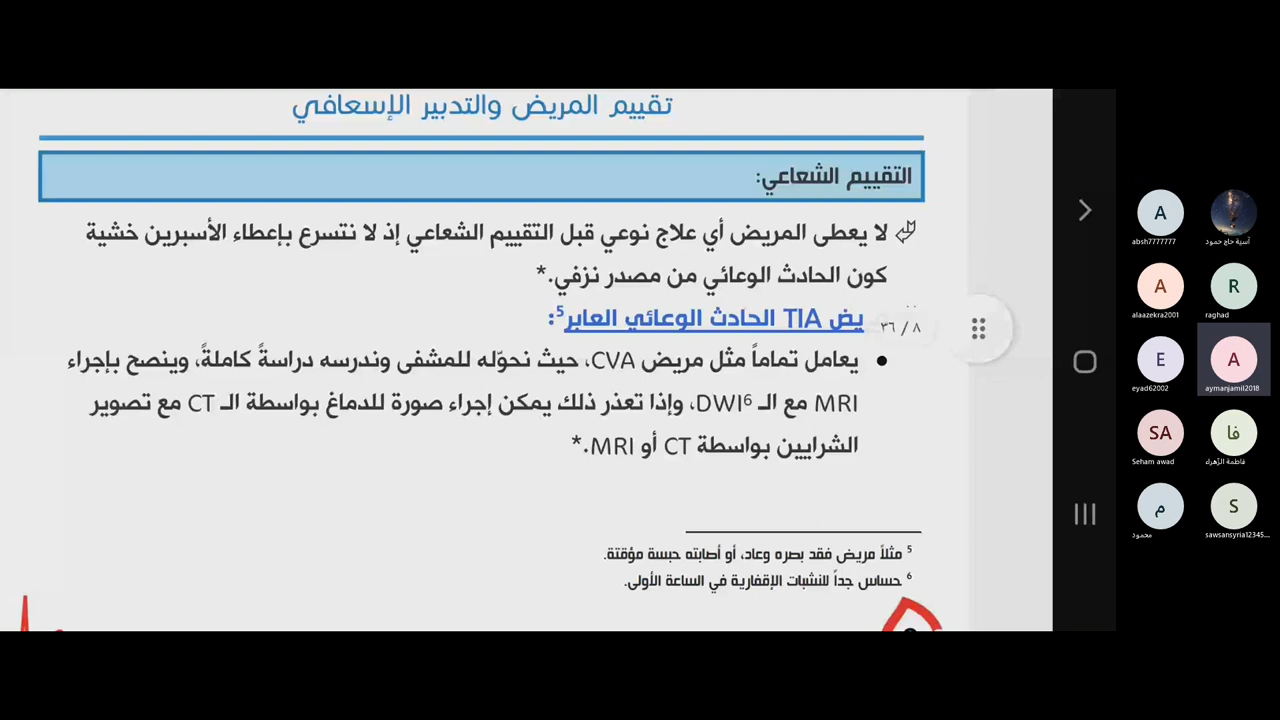 تقييم المريض والتدبير الإسعافي
التقييم الشعاعي:
لا يعطى المريض أي علاج نوعي قبل التقييم الشعاعي إذ لا نتسرع بإعطاء الأسبرين خشية
كون الحادث الوعائي من مصدر نزفي.*
يض TIA الحادث الوعائي العابر⁵:
٨ / ٣٦
• يعامل تماماً مثل مريض CVA، حيث نحوّله للمشفى وندرسه دراسةً كاملةً، وينصح بإجراء
MRI مع الـ DWI⁶، وإذا تعذر ذلك يمكن إجراء صورة للدماغ بواسطة الـ CT مع تصوير
الشرايين بواسطة CT أو MRI.*
⁵ مثلاً مريض فقد بصره وعاد، أو أصابته حبسة مؤقتة.
⁶ حساس جداً للنشبات الإقفارية في الساعة الأولى.
A
absh7777777
آسية حاج حمود
A
alaazekra2001
R
raghad
E
eyad62002
A
aymanjamil2018
SA
Seham awad
فا
فاطمة الزهراء
م
محمود
S
sawsansyria12345...